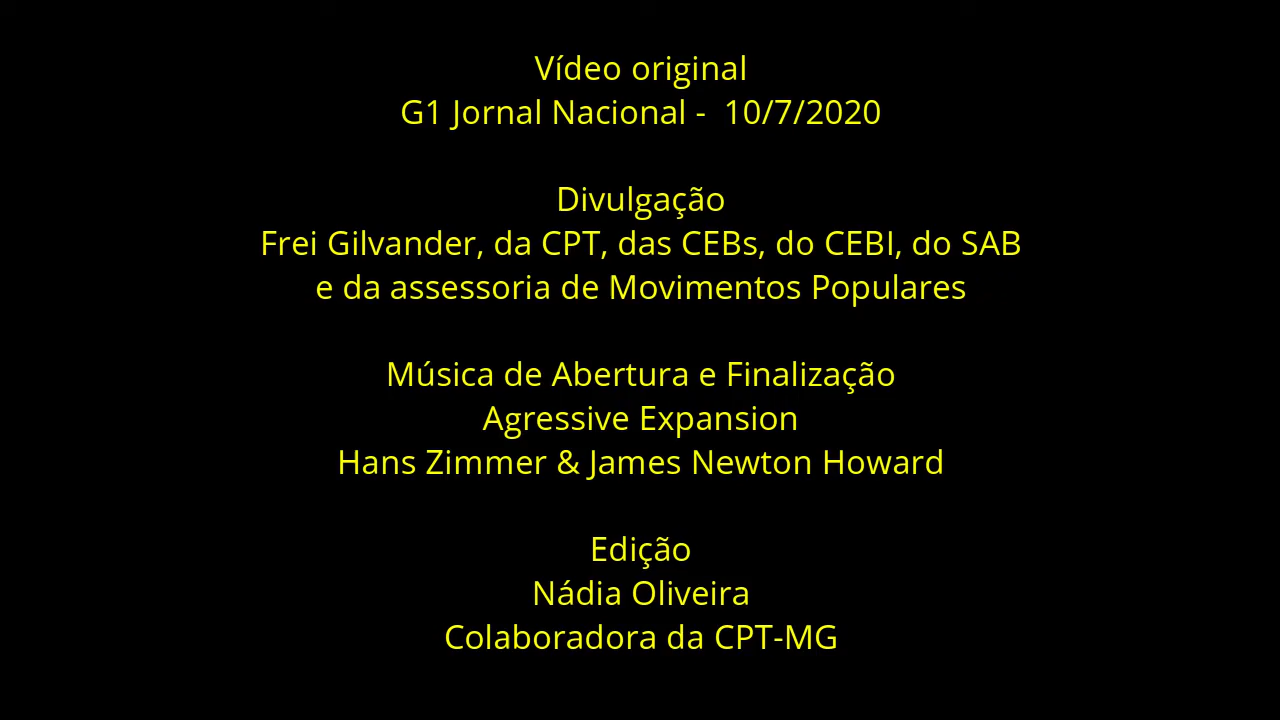 Vídeo original
G1 Jornal Nacional -  10/7/2020
Divulgação
Frei Gilvander, da CPT, das CEBs, do CEBI, do SAB
e da assessoria de Movimentos Populares
Música de Abertura e Finalização
Agressive Expansion
Hans Zimmer & James Newton Howard
Edição
Nádia Oliveira
Colaboradora da CPT-MG